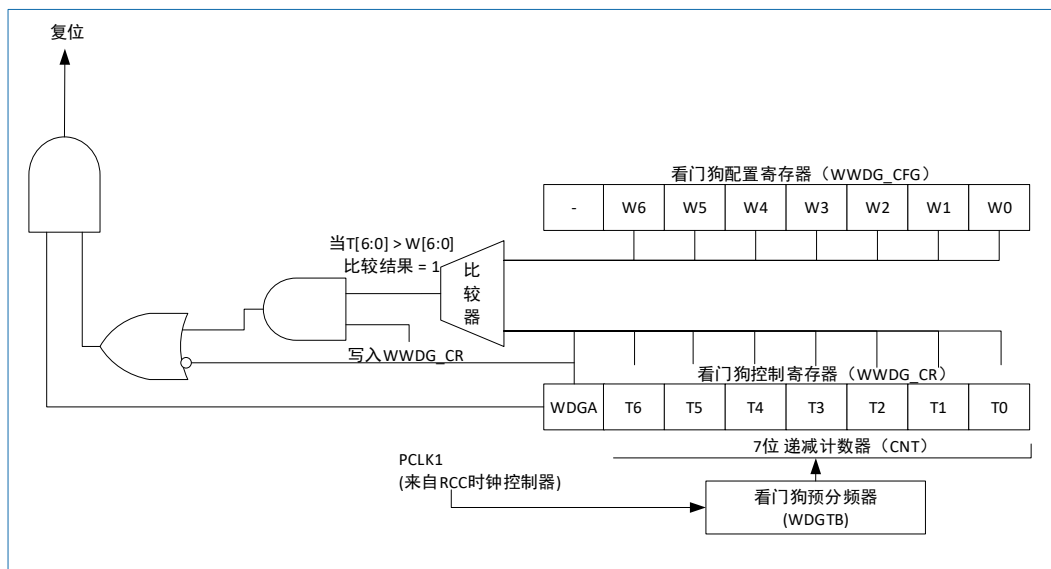 复位
看门狗配置寄存器（WWDG_CFG）
- W6 W5 W4 W3 W2 W1 W0
当T[6:0] > W[6:0]
比较结果 = 1
比较器
写入WWDG_CR
看门狗控制寄存器（WWDG_CR）
WDGA T6 T5 T4 T3 T2 T1 T0
7位 递减计数器（CNT）
PCLK1
(来自RCC时钟控制器)
看门狗预分频器
(WDGTB)